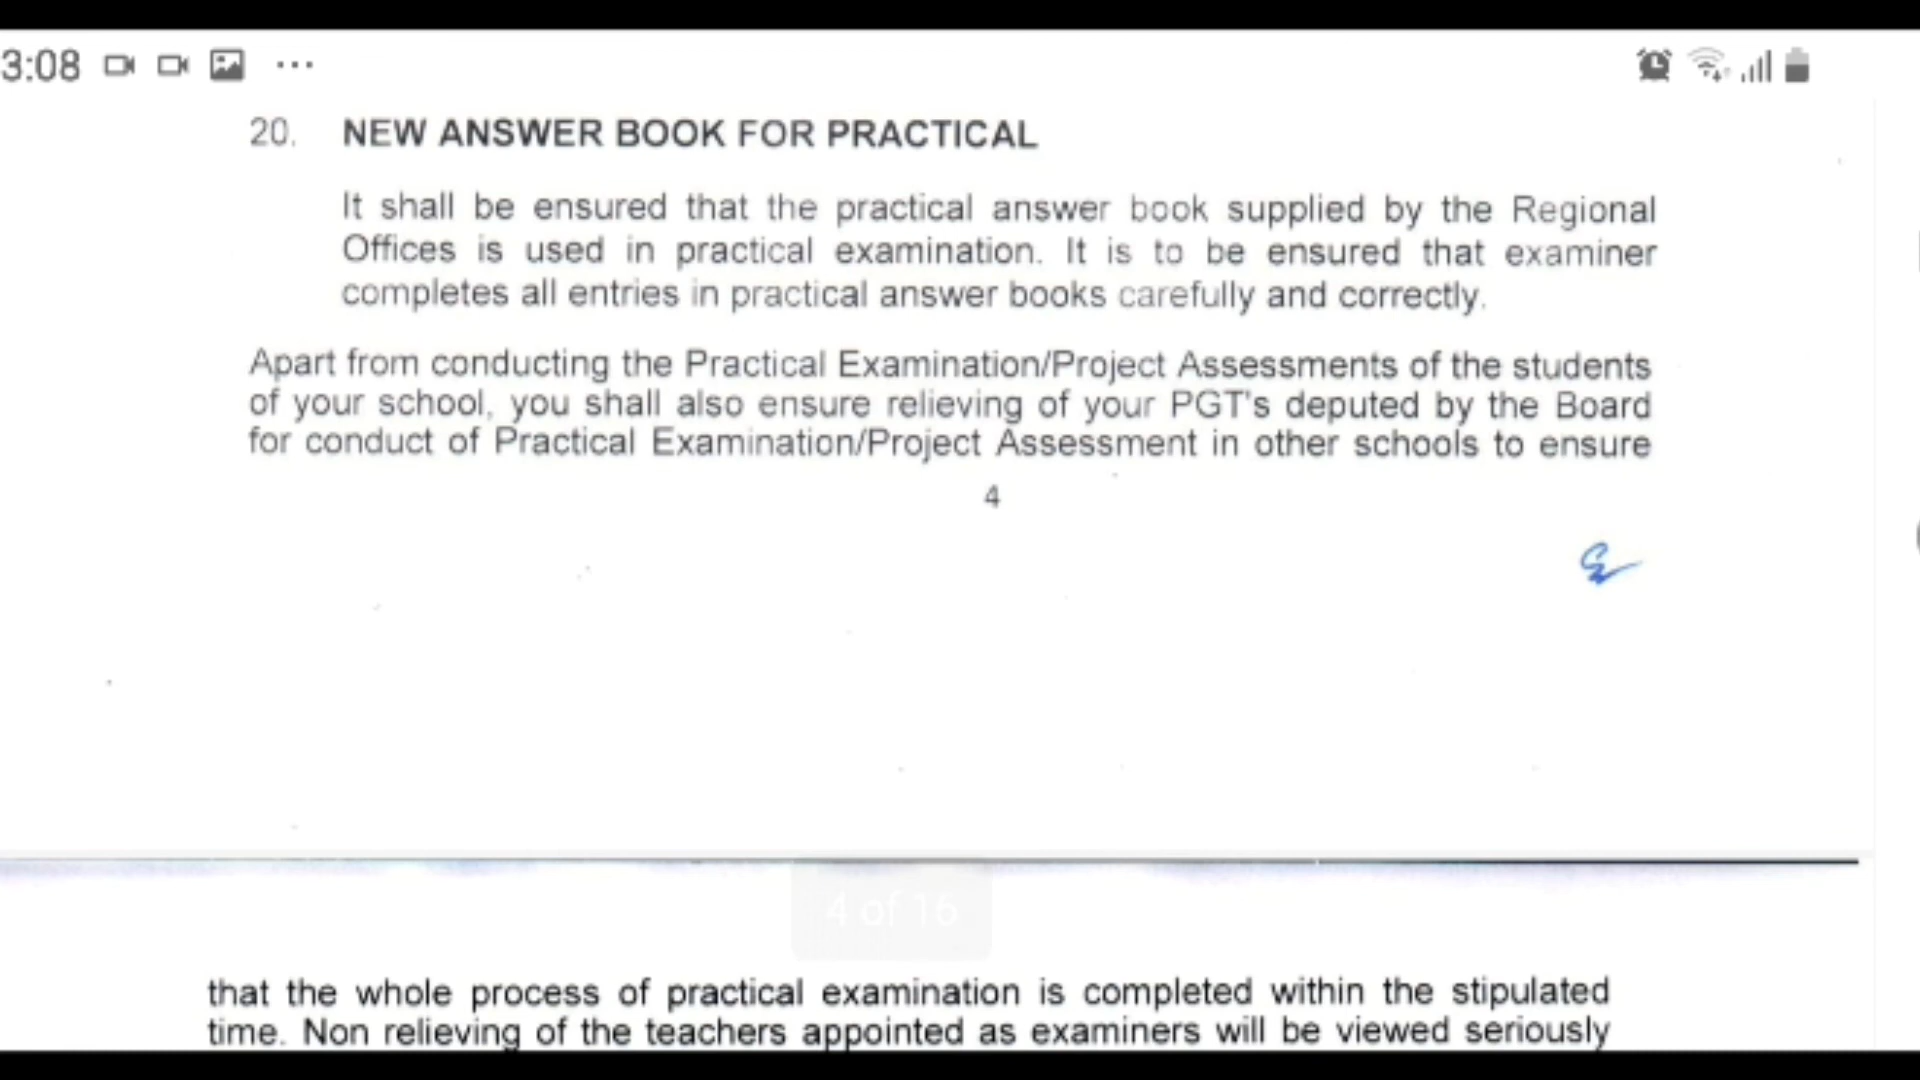 3:08
20. NEW ANSWER BOOK FOR PRACTICAL
It shall be ensured that the practical answer book supplied by the Regional
Offices is used in practical examination. It is to be ensured that examiner
completes all entries in practical answer books carefully and correctly.
Apart from conducting the Practical Examination/Project Assessments of the students
of your school, you shall also ensure relieving of your PGT's deputed by the Board
for conduct of Practical Examination/Project Assessment in other schools to ensure
4
4 of 16
that the whole process of practical examination is completed within the stipulated
time. Non relieving of the teachers appointed as examiners will be viewed seriously